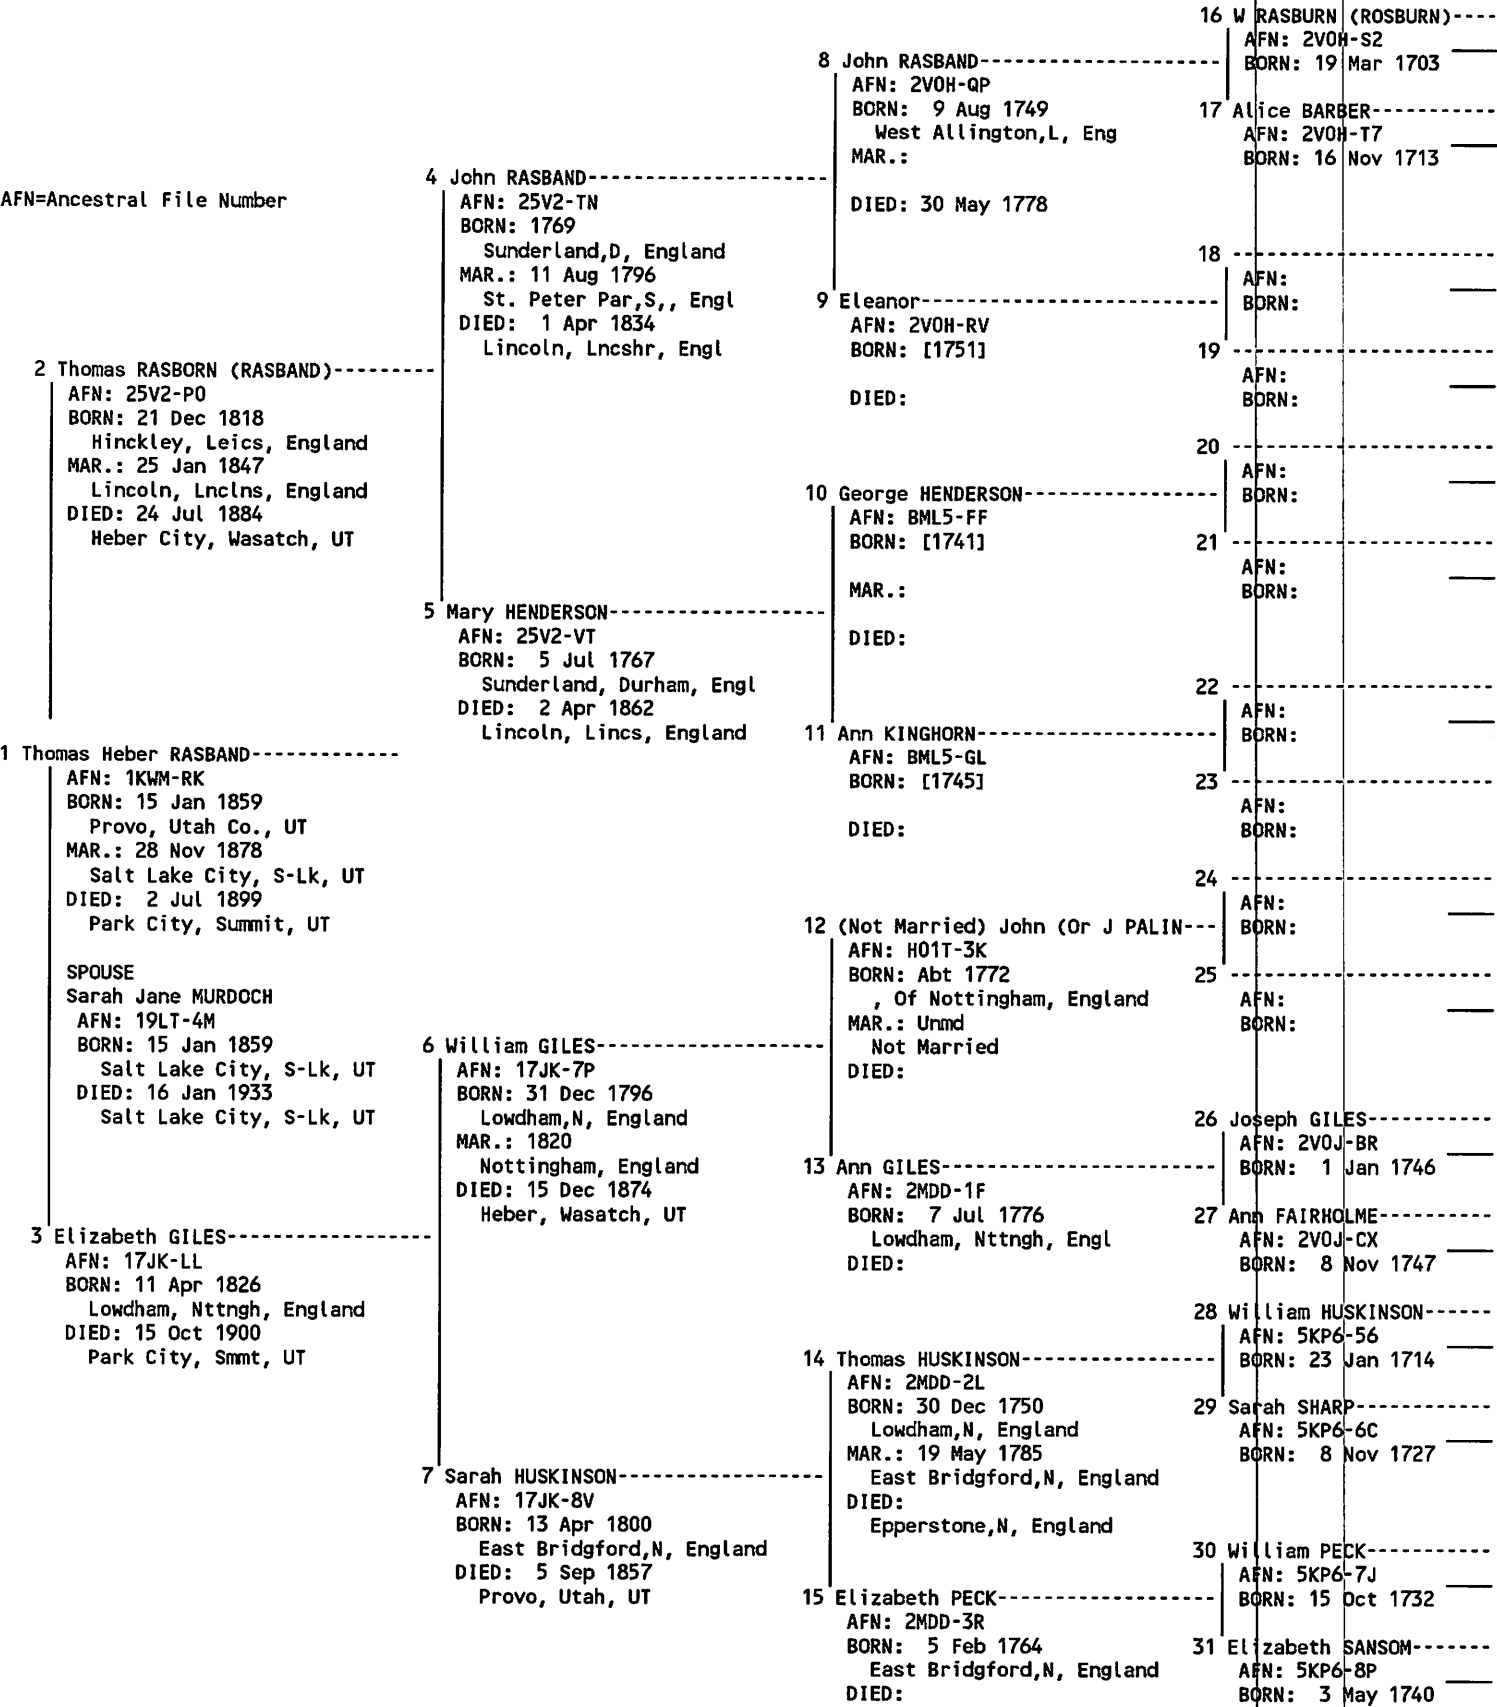 AFN=Ancestral File Number
1 Thomas Heber RASBAND-------------
AFN: 1KWM-RK
BORN: 15 Jan 1859
Provo, Utah Co., UT
MAR.: 28 Nov 1878
Salt Lake City, S-Lk, UT
DIED: 2 Jul 1899
Park City, Summit, UT
SPOUSE
Sarah Jane MURDOCH
AFN: 19LT-4M
BORN: 15 Jan 1859
Salt Lake City, S-Lk, UT
DIED: 16 Jan 1933
Salt Lake City, S-Lk, UT
2 Thomas RASBORN (RASBAND)---------
AFN: 25V2-P0
BORN: 21 Dec 1818
Hinckley, Leics, England
MAR.: 25 Jan 1847
Lincoln, Lnclns, England
DIED: 24 Jul 1884
Heber City, Wasatch, UT
3 Elizabeth GILES------------------
AFN: 17JK-LL
BORN: 11 Apr 1826
Lowdham, Nttngh, England
DIED: 15 Oct 1900
Park City, Smmt, UT
4 John RASBAND---------------------
AFN: 25V2-TN
BORN: 1769
Sunderland,D, England
MAR.: 11 Aug 1796
St. Peter Par,S,, Engl
DIED: 1 Apr 1834
Lincoln, Lncshr, Engl
5 Mary HENDERSON-------------------
AFN: 25V2-VT
BORN: 5 Jul 1767
Sunderland, Durham, Engl
DIED: 2 Apr 1862
Lincoln, Lincs, England
6 William GILES--------------------
AFN: 17JK-7P
BORN: 31 Dec 1796
Lowdham,N, England
MAR.: 1820
Nottingham, England
DIED: 15 Dec 1874
Heber, Wasatch, UT
7 Sarah HUSKINSON------------------
AFN: 17JK-8V
BORN: 13 Apr 1800
East Bridgford,N, England
DIED: 5 Sep 1857
Provo, Utah, UT
8 John RASBAND---------------------
AFN: 2V0H-QP
BORN: 9 Aug 1749
West Allington,L, Eng
MAR.:
DIED: 30 May 1778
9 Eleanor--------------------------
AFN: 2V0H-RV
BORN: [1751]
DIED:
10 George HENDERSON-----------------
AFN: BML5-FF
BORN: [1741]
MAR.:
DIED:
11 Ann KINGHORN---------------------
AFN: BML5-GL
BORN: [1745]
DIED:
12 (Not Married) John (Or J PALIN---
AFN: H01T-3K
BORN: Abt 1772
, Of Nottingham, England
MAR.: Unmd
Not Married
DIED:
13 Ann GILES------------------------
AFN: 2MDD-1F
BORN: 7 Jul 1776
Lowdham, Nttngh, Engl
DIED:
14 Thomas HUSKINSON-----------------
AFN: 2MDD-2L
BORN: 30 Dec 1750
Lowdham,N, England
MAR.: 19 May 1785
East Bridgford,N, England
DIED:
Epperstone,N, England
15 Elizabeth PECK-------------------
AFN: 2MDD-3R
BORN: 5 Feb 1764
East Bridgford,N, England
DIED:
16 W RASBURN (ROSBURN)----
AFN: 2V0H-S2
BORN: 19 Mar 1703
17 Alice BARBER-----------
AFN: 2V0H-T7
BORN: 16 Nov 1713
18 ------------------------
AFN:
BORN:
19 ------------------------
AFN:
BORN:
20 ------------------------
AFN:
BORN:
21 ------------------------
AFN:
BORN:
22 ------------------------
AFN:
BORN:
23 ------------------------
AFN:
BORN:
24 ------------------------
AFN:
BORN:
25 ------------------------
AFN:
BORN:
26 Joseph GILES-----------
AFN: 2V0J-BR
BORN: 1 Jan 1746
27 Ann FAIRHOLME----------
AFN: 2V0J-CX
BORN: 8 Nov 1747
28 William HUSKINSON------
AFN: 5KP6-56
BORN: 23 Jan 1714
29 Sarah SHARP------------
AFN: 5KP6-6C
BORN: 8 Nov 1727
30 William PECK-----------
AFN: 5KP6-7J
BORN: 15 Oct 1732
31 Elizabeth SANSOM-------
AFN: 5KP6-8P
BORN: 3 May 1740